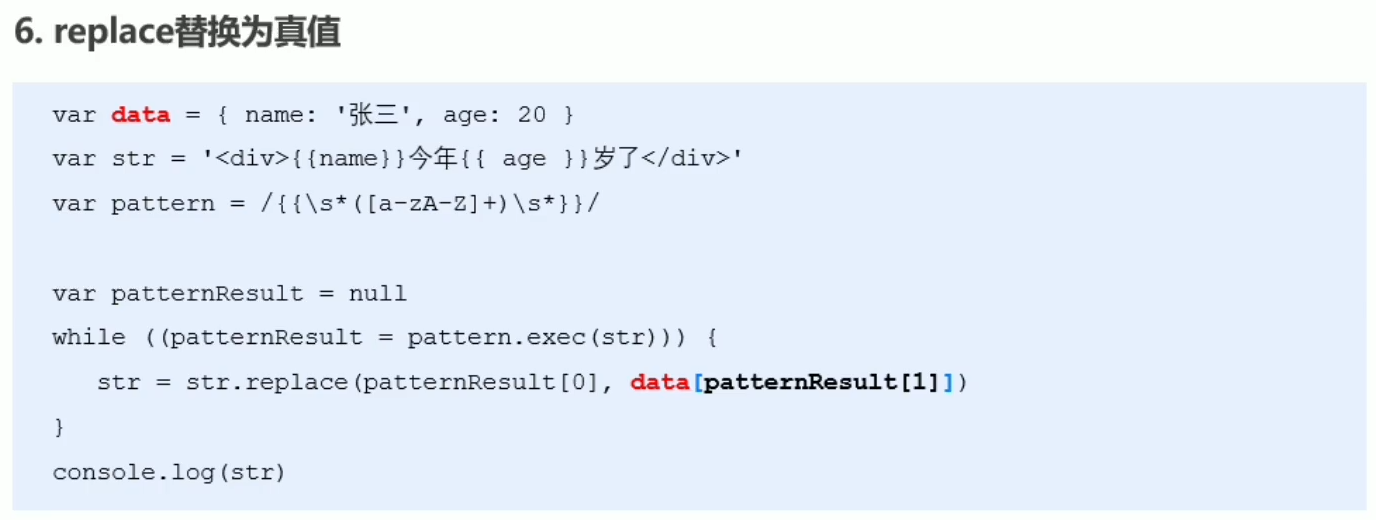 6. replace替换为真值
var data = { name: '张三', age: 20 }
var str = '<div>{{name}}今年{{ age }}岁了</div>'
var pattern = /{{\s*([a-zA-Z]+)\s*}}/
var patternResult = null
while ((patternResult = pattern.exec(str))) {
str = str.replace(patternResult[0], data[patternResult[1]])
}
console.log(str)